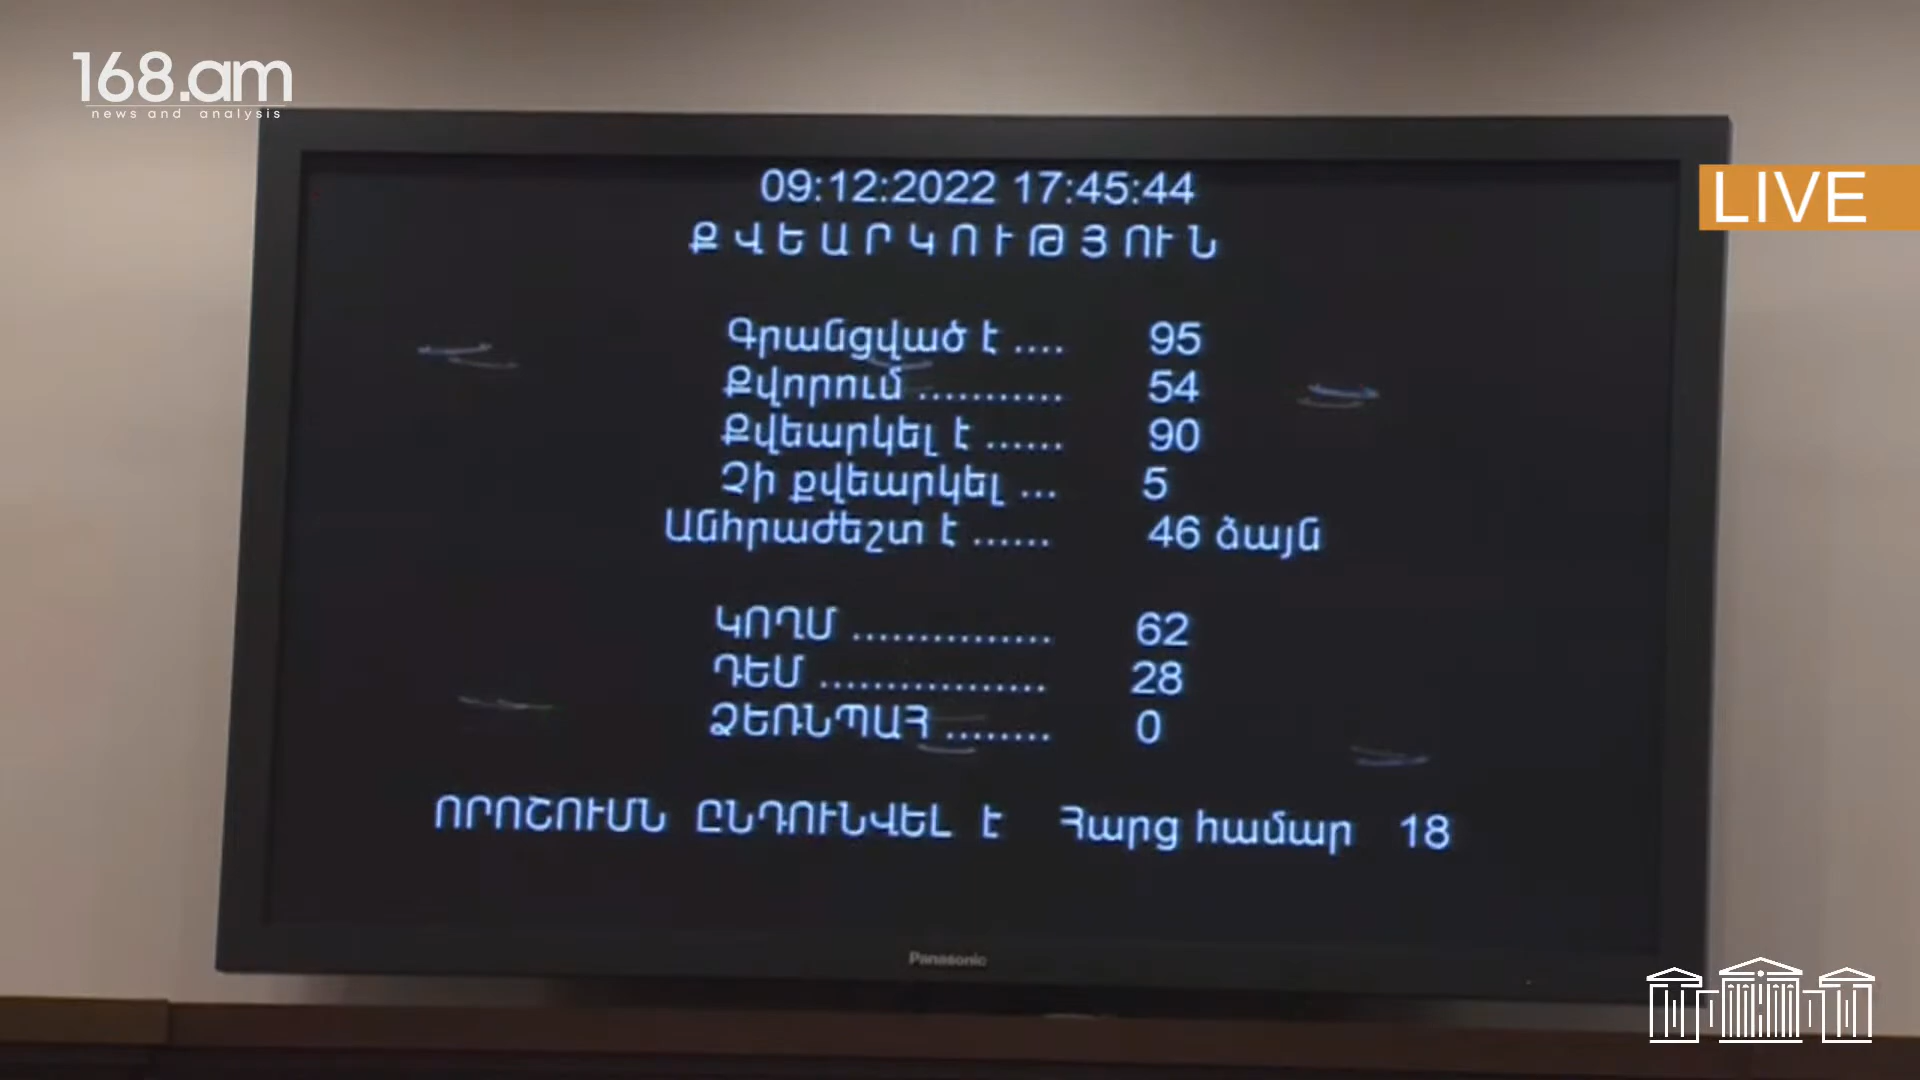 168.am
news and analysis
LIVE
09:12:2022 17:45:44
ՔՎԵԱՐԿՈՒԹՅՈՒՆ
Գրանցված է .... 95
Քվորում ........... 54
Քվեարկել է ...... 90
Չի քվեարկել ... 5
Անհրաժեշտ է ...... 46 ձայն
ԿՈՂՄ ............... 62
ԴԵՄ ................. 28
ՁԵՌՆՊԱՀ ........ 0
ՈՐՈՇՈՒՄՆ ԸՆԴՈՒՆՎԵԼ է Հարց համար 18
Panasonic